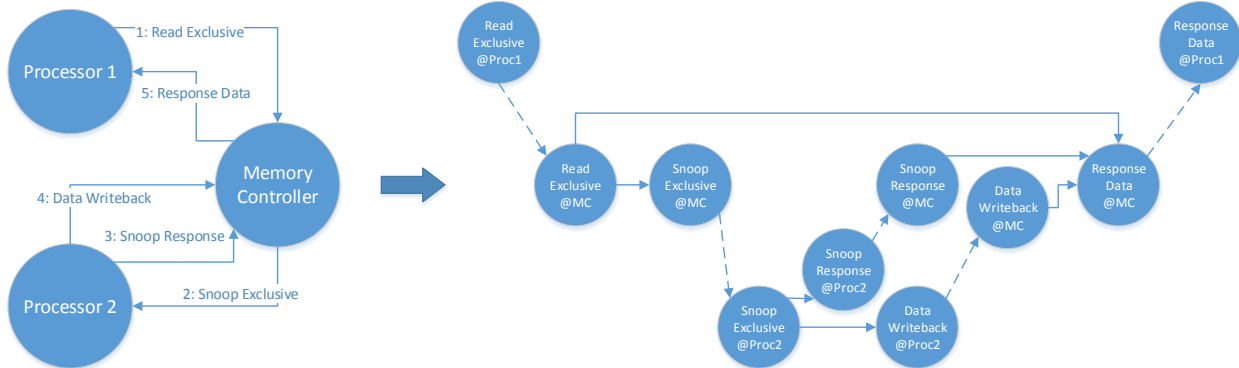 1: Read Exclusive
Processor 1
5: Response Data
Memory
Controller
4: Data Writeback
3: Snoop Response
Processor 2
2: Snoop Exclusive
Read
Exclusive
@Proc1
Read
Exclusive
@MC
Snoop
Exclusive
@MC
Snoop
Exclusive
@Proc2
Snoop
Response
@Proc2
Data
Writeback
@Proc2
Snoop
Response
@MC
Data
Writeback
@MC
Response
Data
@MC
Response
Data
@Proc1